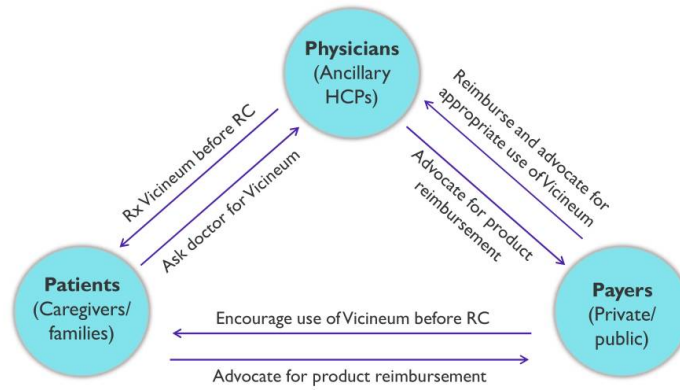 Physicians
(Ancillary
HCPs)
Rx Vicineum before RC
Ask doctor for Vicineum
Reimburse and advocate for
appropriate use of Vicineum
Advocate for product
reimbursement
Patients
(Caregivers/
families)
Encourage use of Vicineum before RC
Advocate for product reimbursement
Payers
(Private/
public)